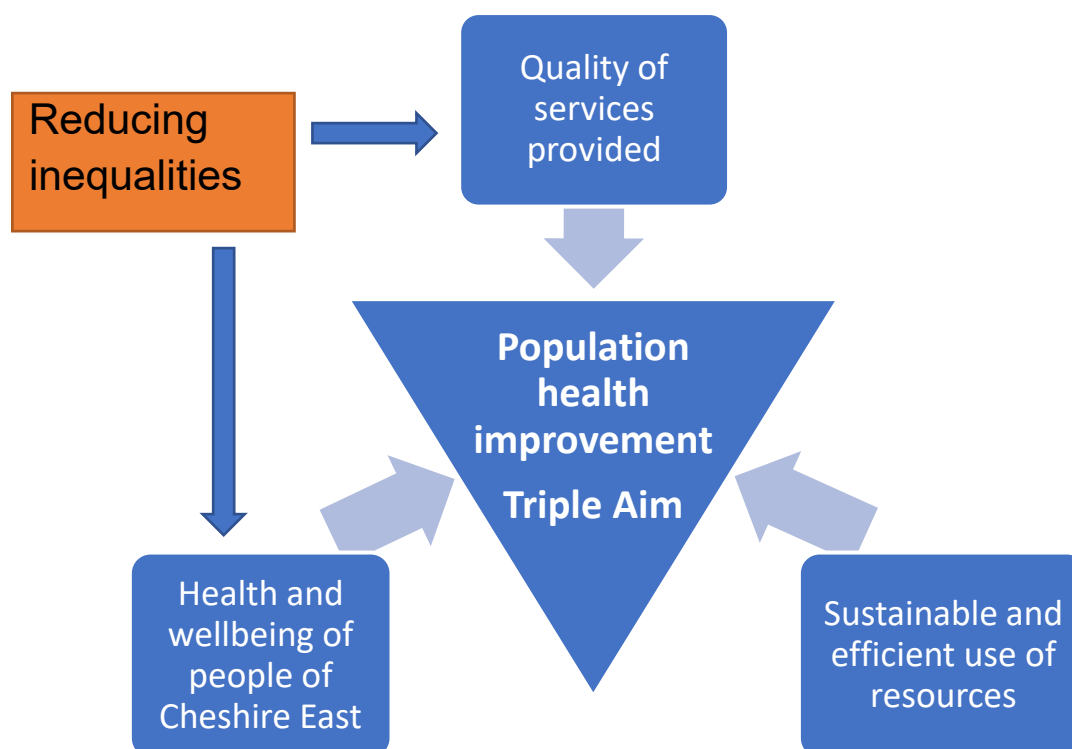 Reducing
inequalities
Quality of
services
provided
Population
health
improvement
Triple Aim
Health and
wellbeing of
people of
Cheshire East
Sustainable and
efficient use of
resources